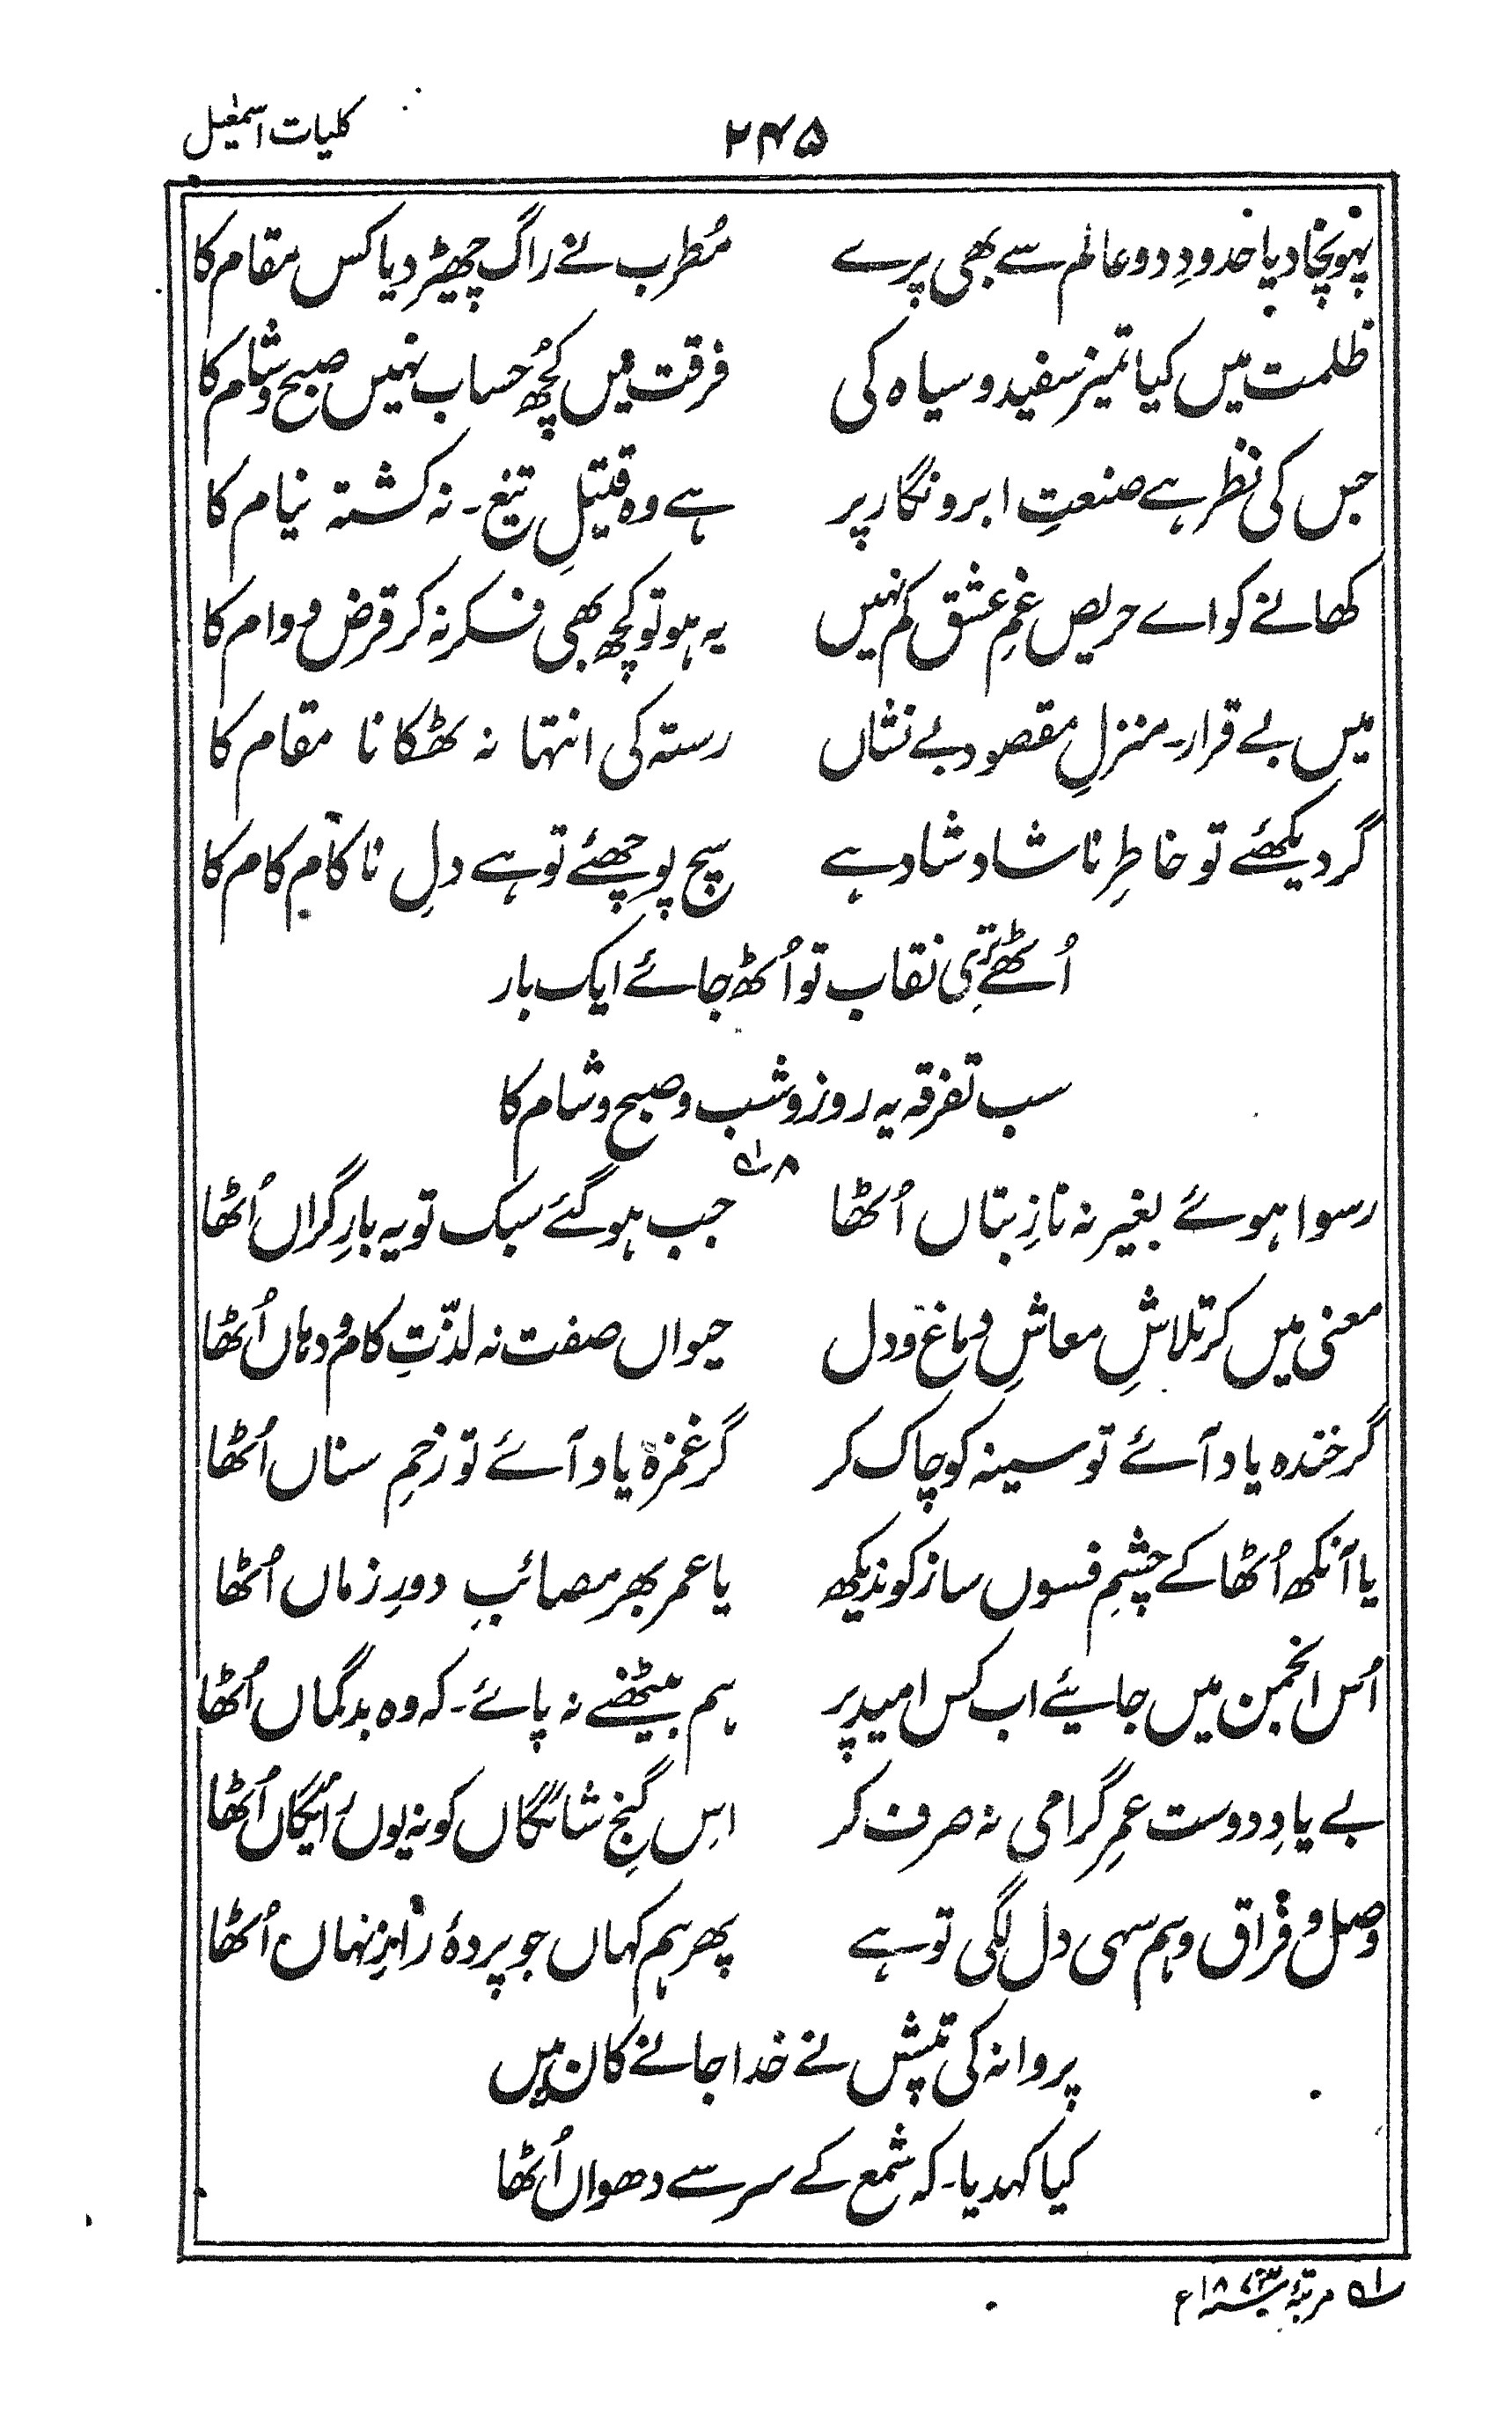 کلیات اسمٰعیل ۲۴۵
پہونچا دیا حدودِ دو عالم سے بھی پرے مُطرب نے راگ چھیڑ دیا کس مقام کا
ظلمت میں کیا تمیز سفید و سیاہ کی فرقت میں کچُھ حساب نہیں صبح و شام کا
جس کی نظر ہے صنعتِ ابرو نگار پر ہے وہ قتیلِ تیغ۔ نہ کشتہ نیام کا
کھانے کو اے حریص غمِ عشق کم نہیں یہ ہو تو کچھ بھی فکر نہ کر قرض و وام کا
میں بے قرار۔ منزلِ مقصود بے نشاں رستہ کی انتہا نہ ٹھکانا مقام کا
گر دیکھئے تو خاطرِ ناشاد شاد ہے سچ پوچھئے تو ہے دلِ ناکام کام کا
اُٹھے تری نقاب تو اُٹھ جائے ایک بار
سب تفرقہ یہ روز و شب و صبح و شام کا
۸ ۱؎
رسوا ہوئے بغیر نہ نازِ بتاں اُٹھا جب ہو گئے سبک تو یہ بارِ گراں اُٹھا
معنی میں کر تلاشِ معاشِ دماغ و دل حیواں صفت نہ لذّتِ کام و دہاں اُٹھا
گر خندہ یاد آئے تو سینہ کو چاک کر گر غمزہ یاد آئے تو زخمِ سناں اُٹھا
یا آنکھ اُٹھا کے چشمِ فسوں ساز کو نہ دیکھ یا عمر بھر مصائبِ دورِ زماں اُٹھا
اُس انجمن میں جائیے اب کس امید پر ہم بیٹھنے نہ پائے۔ کہ وہ بدگماں اُٹھا
بے یادِ دوست عمرِ گرامی نہ صرف کر اِس گنجِ شائگاں کو نہ یوں رائگاں اُٹھا
وصل و فراق وہم سہی دل لگی تو ہے پھر ہم کہاں جو پردۂ رازِ نہاں اُٹھا
پروانہ کی تپش نے خدا جانے کان میں
کیا کہدیا۔ کہ شمع کے سر سے دھواں اُٹھا
۱؎ مرتبۂ